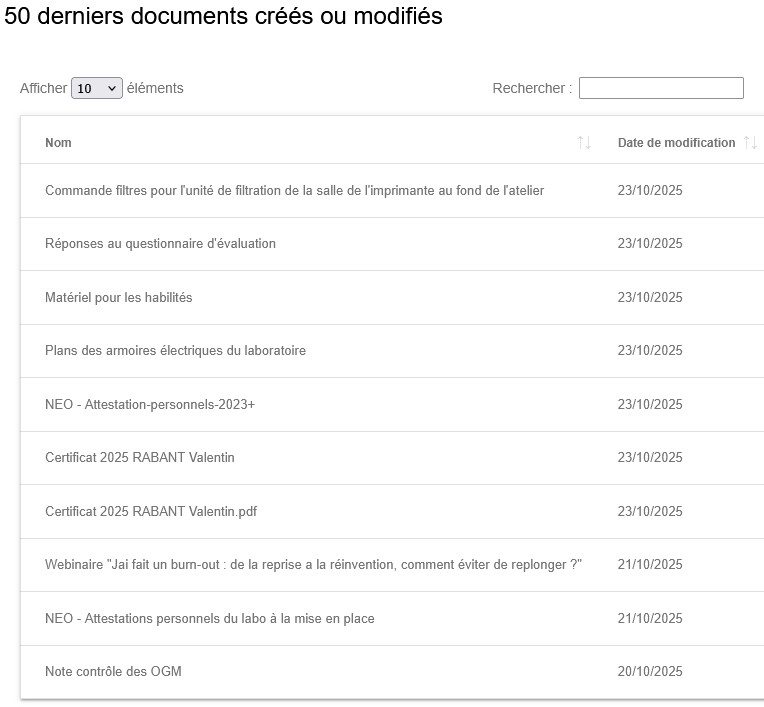 50 derniers documents créés ou modifiés
Afficher 10 éléments Rechercher :
Nom Date de modification
Commande filtres pour l'unité de filtration de la salle de l'imprimante au fond de l'atelier 23/10/2025
Réponses au questionnaire d'évaluation 23/10/2025
Matériel pour les habilités 23/10/2025
Plans des armoires électriques du laboratoire 23/10/2025
NEO - Attestation-personnels-2023+ 23/10/2025
Certificat 2025 RABANT Valentin 23/10/2025
Certificat 2025 RABANT Valentin.pdf 23/10/2025
Webinaire "Jai fait un burn-out : de la reprise a la réinvention, comment éviter de replonger ?" 21/10/2025
NEO - Attestations personnels du labo à la mise en place 21/10/2025
Note contrôle des OGM 20/10/2025